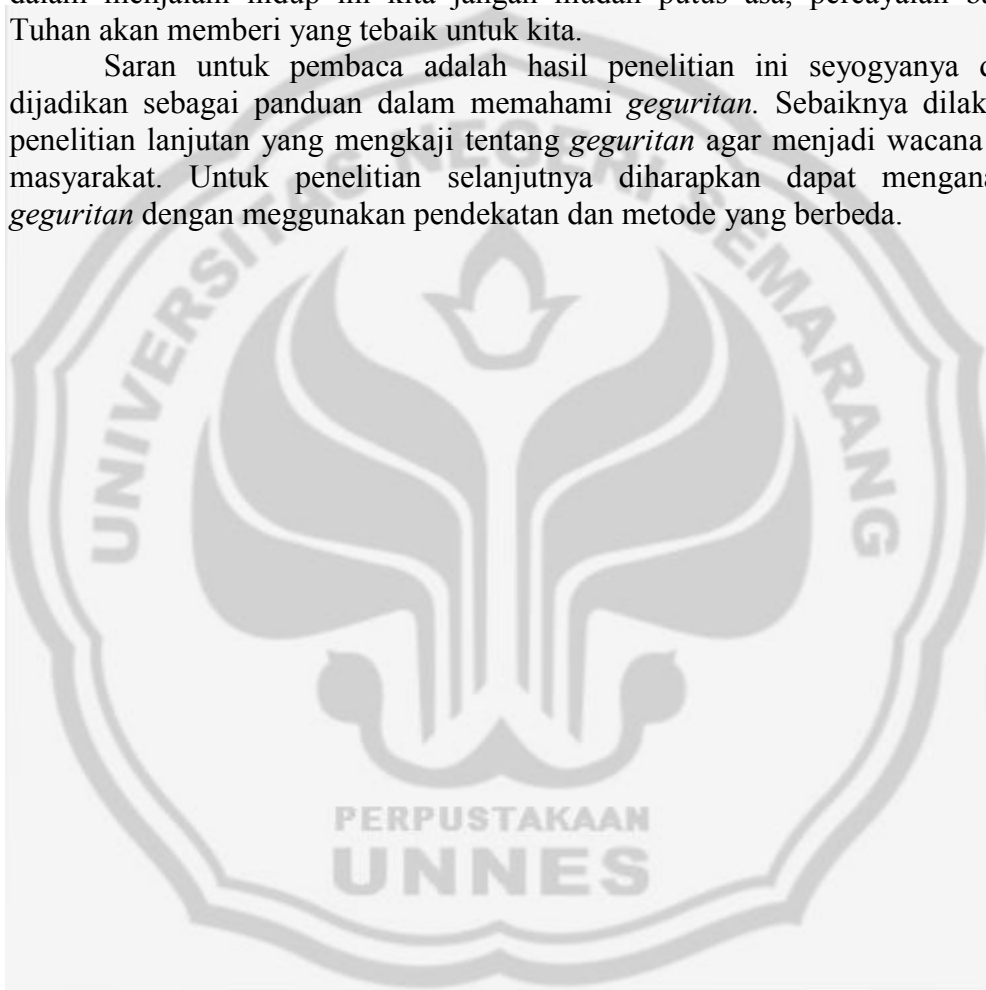 dalam menjalani hidup ini kita jangan mudah putus asa, percayalah
Tuhan akan memberi yang tebaik untuk kita.
Saran untuk pembaca adalah hasil penelitian ini seyogyanya
dijadikan sebagai panduan dalam memahami geguritan. Sebaiknya
penelitian lanjutan yang mengkaji tentang geguritan agar menjadi wacana
masyarakat. Untuk penelitian selanjutnya diharapkan dapat
geguritan dengan meggunakan pendekatan dan metode yang berbeda.
UNIVERSITAS NEGERI SEMARANG
PERPUSTAKAAN
UNNES